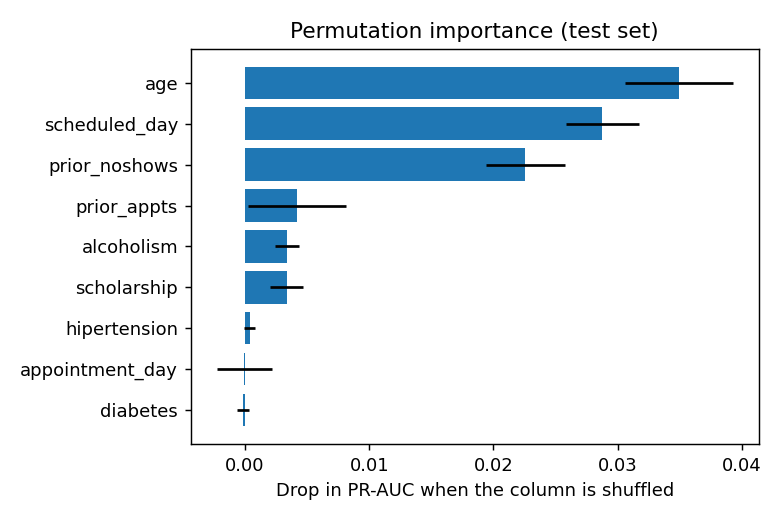 Permutation importance (test set)
age
scheduled_day
prior_noshows
prior_appts
alcoholism
scholarship
hipertension
appointment_day
diabetes
0.00 0.01 0.02 0.03 0.04
Drop in PR-AUC when the column is shuffled